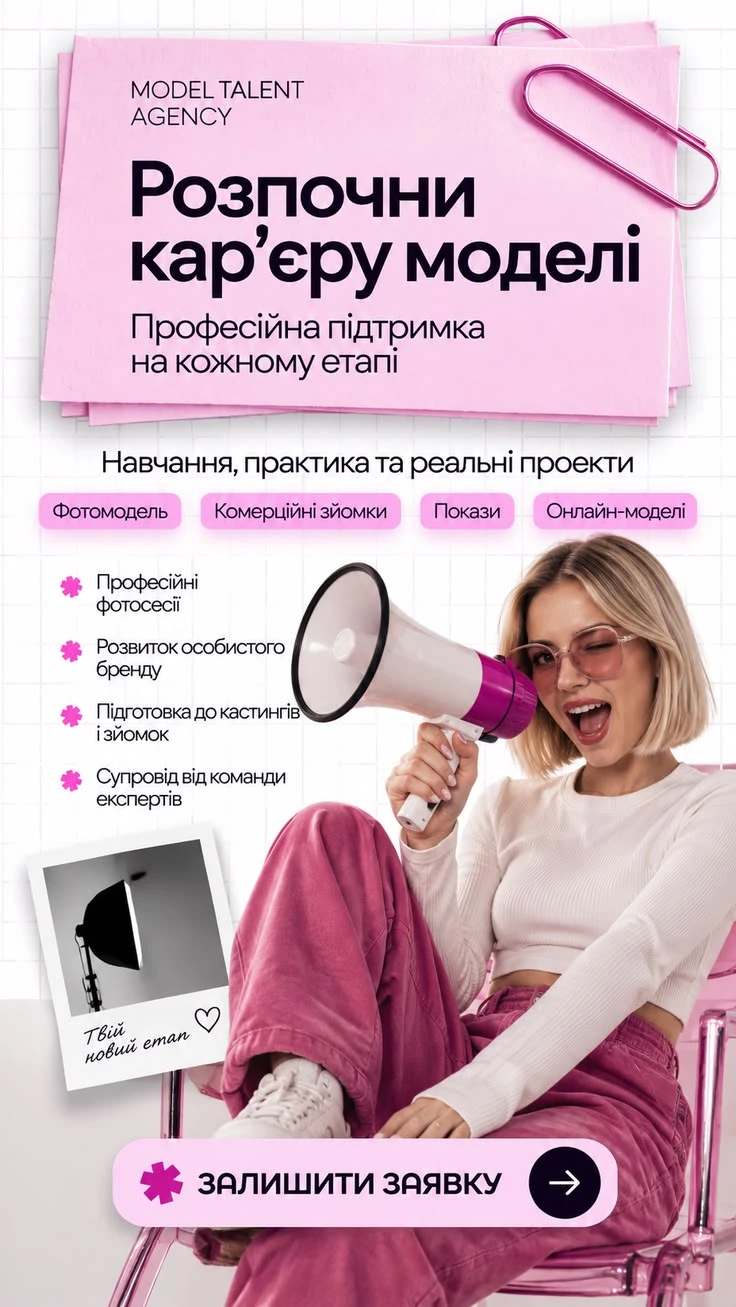 MODEL TALENT
AGENCY
Розпочни
кар’єру моделі
Професійна підтримка
на кожному етапі
Навчання, практика та реальні проекти
Фотомодель
Комерційні зйомки
Покази
Онлайн-моделі
Професійні
фотосесії
Розвиток особистого
бренду
Підготовка до кастингів
і зйомок
Супровід від команди
експертів
Твій
новий етап
ЗАЛИШИТИ ЗАЯВКУ